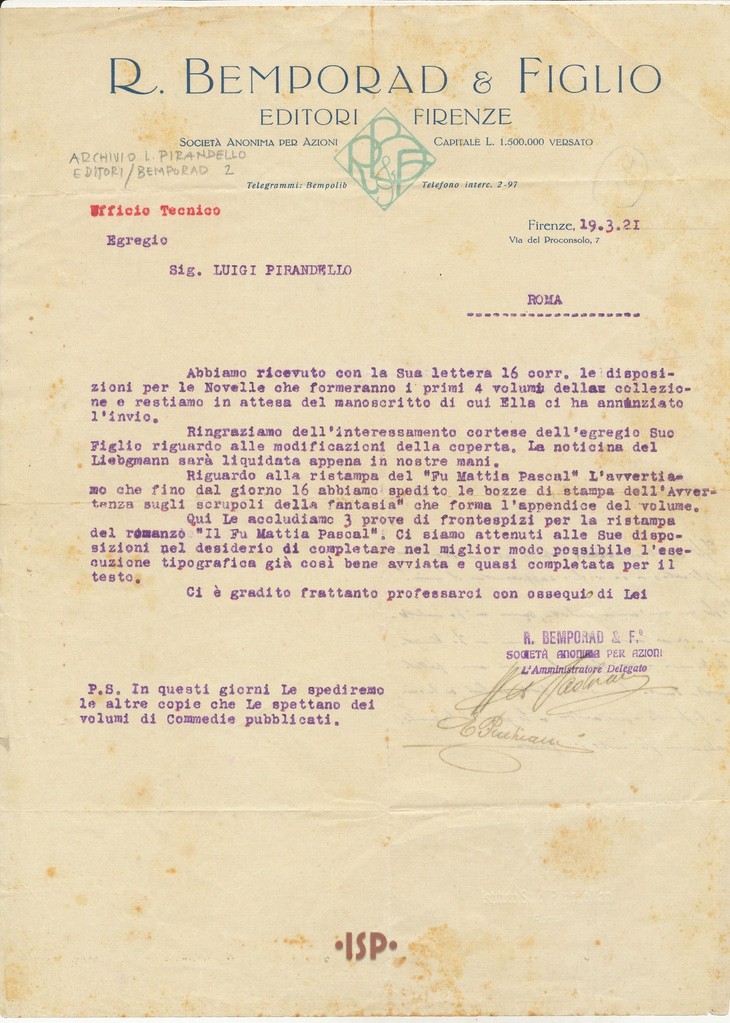 R. BEMPORAD & FIGLIO
EDITORI FIRENZE
SOCIETÀ ANONIMA PER AZIONI CAPITALE L. 1.500.000 VERSATO
RB&F
ARCHIVIO L. PIRANDELLO
EDITORI/BEMPORAD 2
Telegrammi: Bempolib Telefono interc. 2-97
Ufficio Tecnico
Firenze, 19.3.21
Via del Proconsolo, 7
Egregio
Sig. LUIGI PIRANDELLO
ROMA
Abbiamo ricevuto con la Sua lettera 16 corr. le disposi-
zioni per le Novelle che formeranno i primi 4 volumi della collezio-
ne e restiamo in attesa del manoscritto di cui Ella ci ha annunziato
l'invio.
Ringraziamo dell'interessamento cortese dell'egregio Suo
Figlio riguardo alle modificazioni della coperta. La noticina del
Liebgmann sarà liquidata appena in nostre mani.
Riguardo alla ristampa del "Fu Mattia Pascal" L'avvertia-
mo che fino dal giorno 16 abbiamo spedito le bozze di stampa dell'Avver-
tenza sugli scrupoli della fantasia" che forma l'appendice del volume.
Qui Le accludiamo 3 prove di frontespizi per la ristampa
del romanzo "Il Fu Mattia Pascal". Ci siamo attenuti alle Sue dispo-
sizioni nel desiderio di completare nel miglior modo possibile l'ese-
cuzione tipografica già così bene avviata e quasi completata per il
testo.
Ci è gradito frattanto professarci con ossequi di Lei
R. BEMPORAD & F.º
SOCIETÀ ANONIMA PER AZIONI
L'Amministratore Delegato
P.S. In questi giorni Le spediremo
le altre copie che Le spettano dei
volumi di Commedie pubblicati.
•ISP•